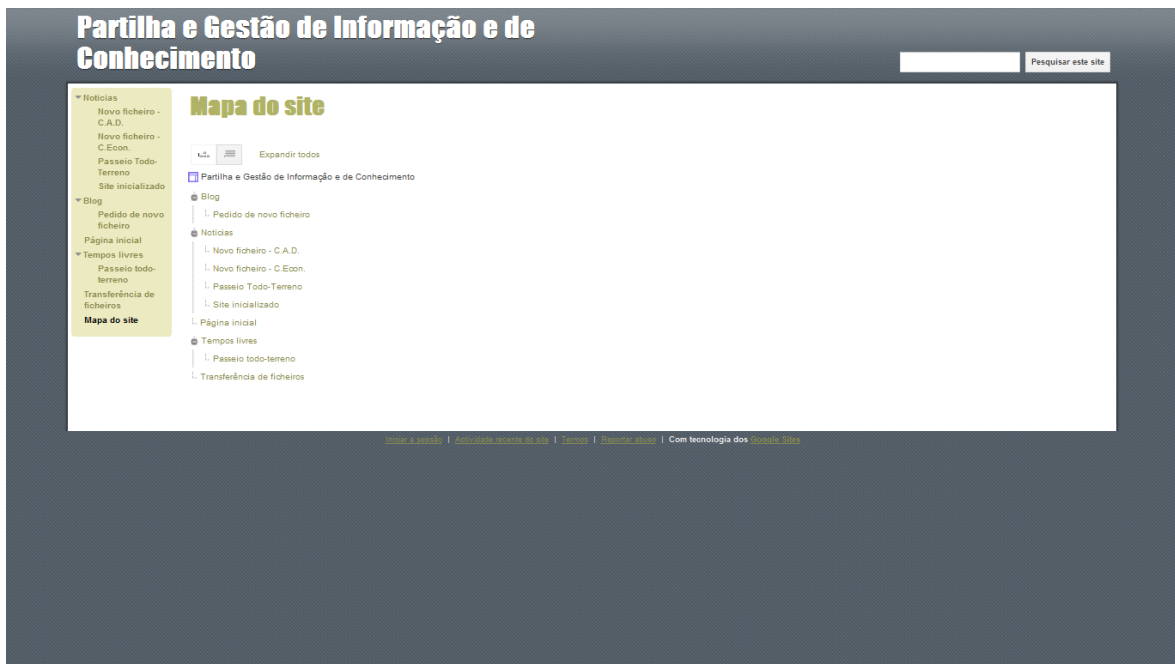 Partilha e Gestão de Informação e de
Conhecimento
Pesquisar este site
Noticias
Novo ficheiro -
C.A.D.
Novo ficheiro -
C.Econ.
Passeio Todo-
Terreno
Site inicializado
Blog
Pedido de novo
ficheiro
Página inicial
Tempos livres
Passeio todo-
terreno
Transferência de
ficheiros
Mapa do site
Mapa do site
Expandir todos
Partilha e Gestão de Informação e de Conhecimento
Blog
Pedido de novo ficheiro
Noticias
Novo ficheiro - C.A.D.
Novo ficheiro - C.Econ.
Passeio Todo-Terreno
Site inicializado
Página inicial
Tempos livres
Passeio todo-terreno
Transferência de ficheiros
Iniciar a sessão | Actividade recente do site | Termos | Reportar abuso | Com tecnologia dos Google Sites